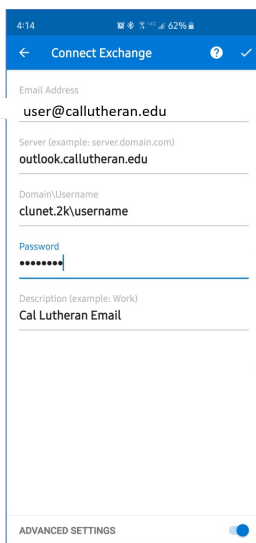 4:14 62%
Connect Exchange ?
Email Address
user@callutheran.edu
Server (example: server.domain.com)
outlook.callutheran.edu
Domain\Username
clunet.2k\username
Password
••••••••
Description (example: Work)
Cal Lutheran Email
ADVANCED SETTINGS